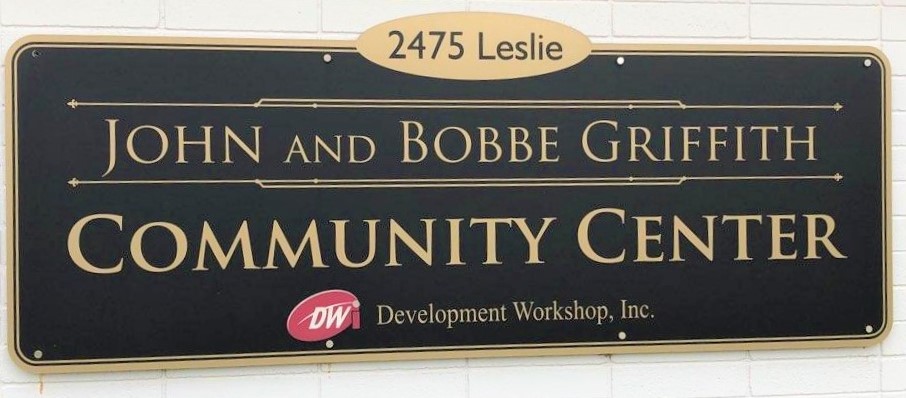 2475 Leslie
JOHN AND BOBBE GRIFFITH
COMMUNITY CENTER
DWi Development Workshop, Inc.